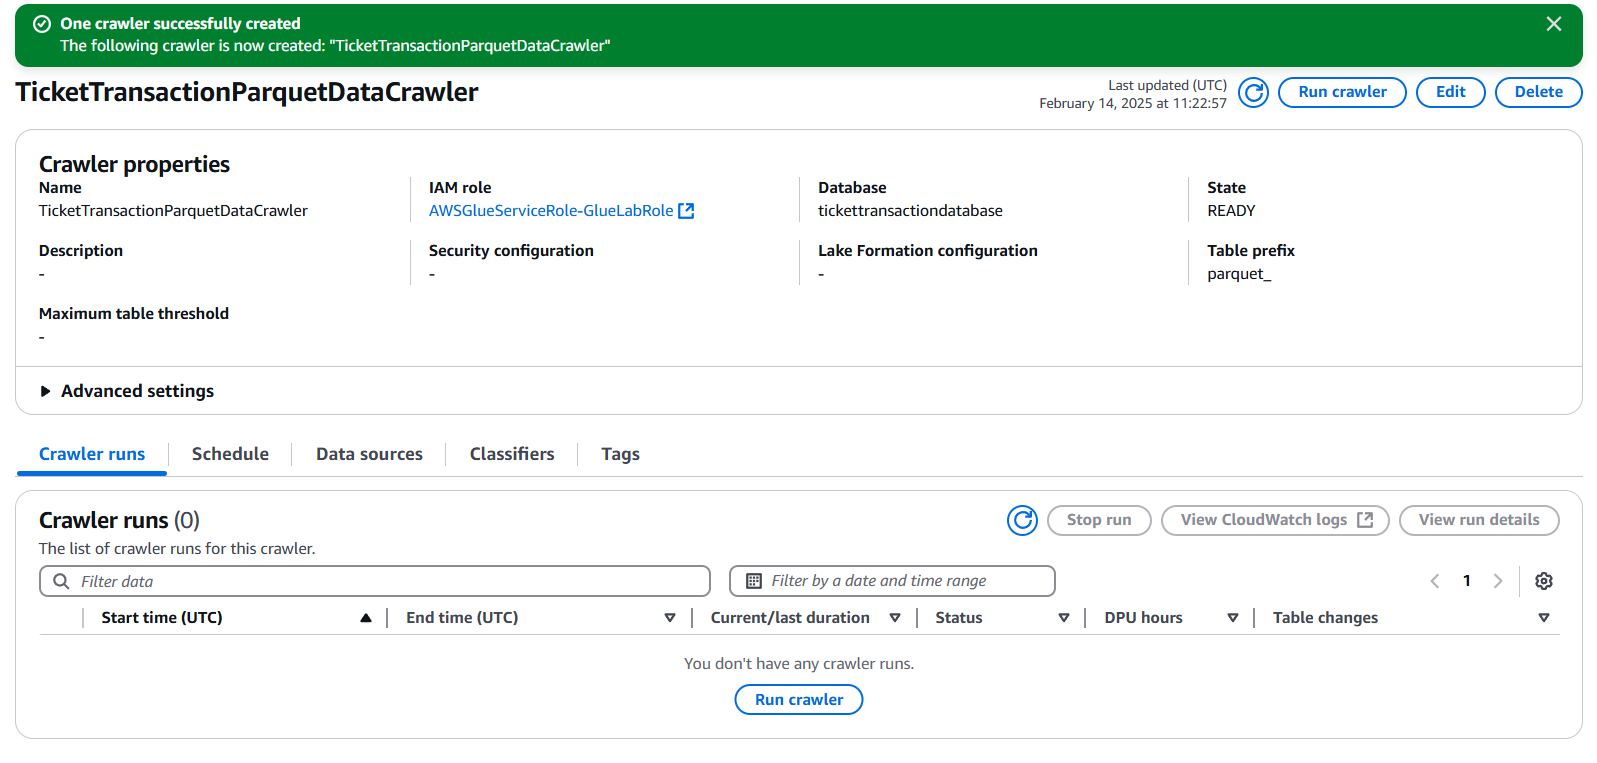 One crawler successfully created
The following crawler is now created: "TicketTransactionParquetDataCrawler"
TicketTransactionParquetDataCrawler
Last updated (UTC)
February 14, 2025 at 11:22:57
Run crawler
Edit
Delete
Crawler properties
Name
TicketTransactionParquetDataCrawler
IAM role
AWSGlueServiceRole-GlueLabRole
Database
tickettransactiondatabase
State
READY
Description
-
Security configuration
-
Lake Formation configuration
-
Table prefix
parquet_
Maximum table threshold
-
Advanced settings
Crawler runs
Schedule
Data sources
Classifiers
Tags
Crawler runs (0)
The list of crawler runs for this crawler.
Stop run
View CloudWatch logs
View run details
Filter data
Filter by a date and time range
1
Start time (UTC)
End time (UTC)
Current/last duration
Status
DPU hours
Table changes
You don't have any crawler runs.
Run crawler